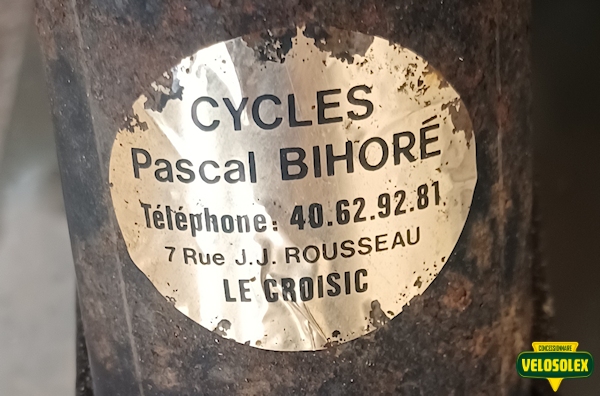 CYCLES
Pascal BIHORÉ
Téléphone: 40.62.92.81
7 Rue J.J. ROUSSEAU
LE CROISIC
CONCESSIONNAIRE
VELOSOLEX